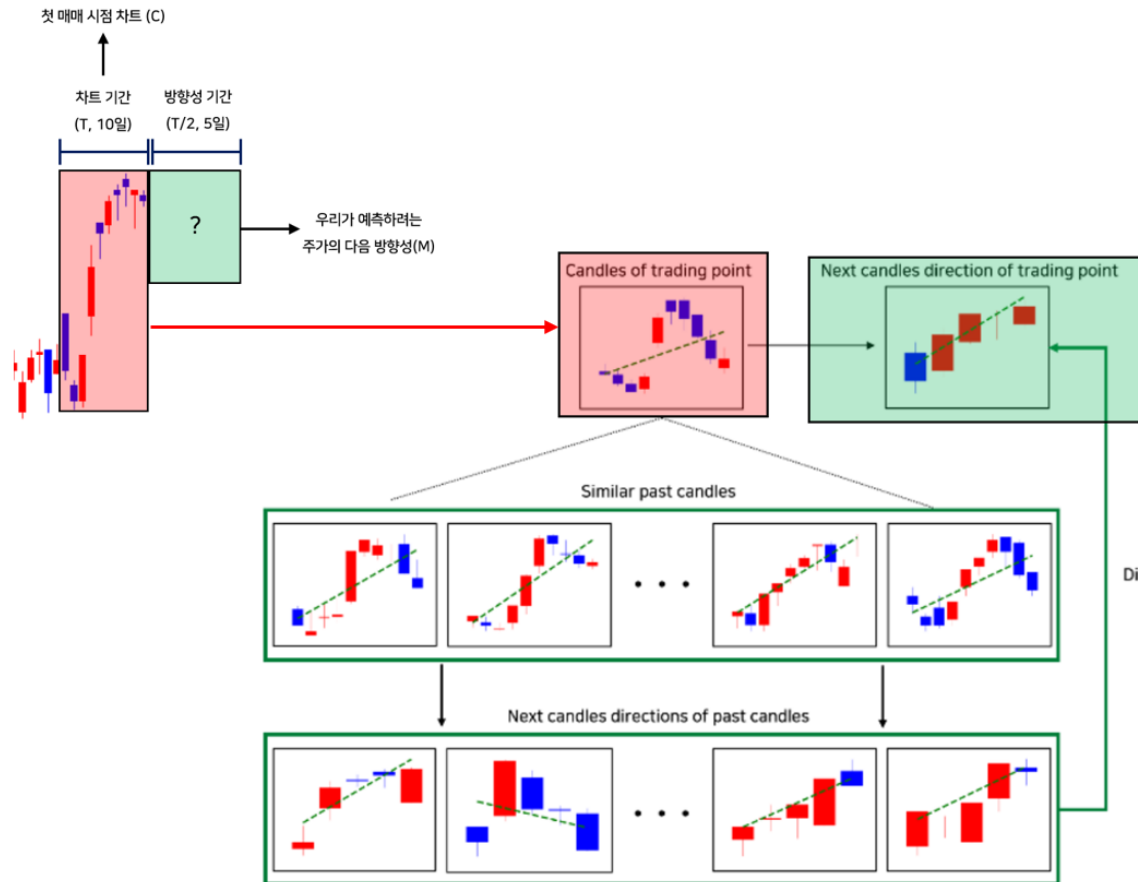 첫 매매 시점 차트 (C)
차트 기간
(T, 10일)
방향성 기간
(T/2, 5일)
?
우리가 예측하려는
주가의 다음 방향성(M)
Candles of trading point
Next candles direction of trading point
Similar past candles
Di
Next candles directions of past candles